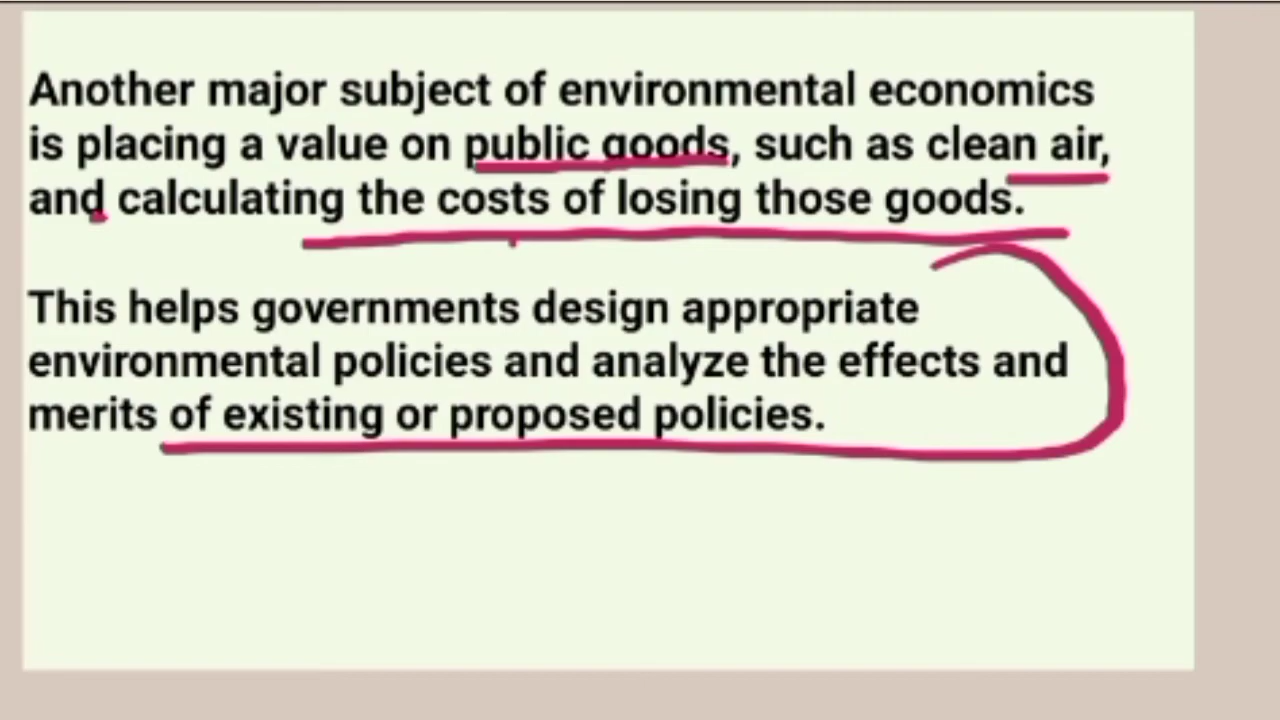 Another major subject of environmental economics
is placing a value on public goods, such as clean air,
and calculating the costs of losing those goods.
This helps governments design appropriate
environmental policies and analyze the effects and
merits of existing or proposed policies.